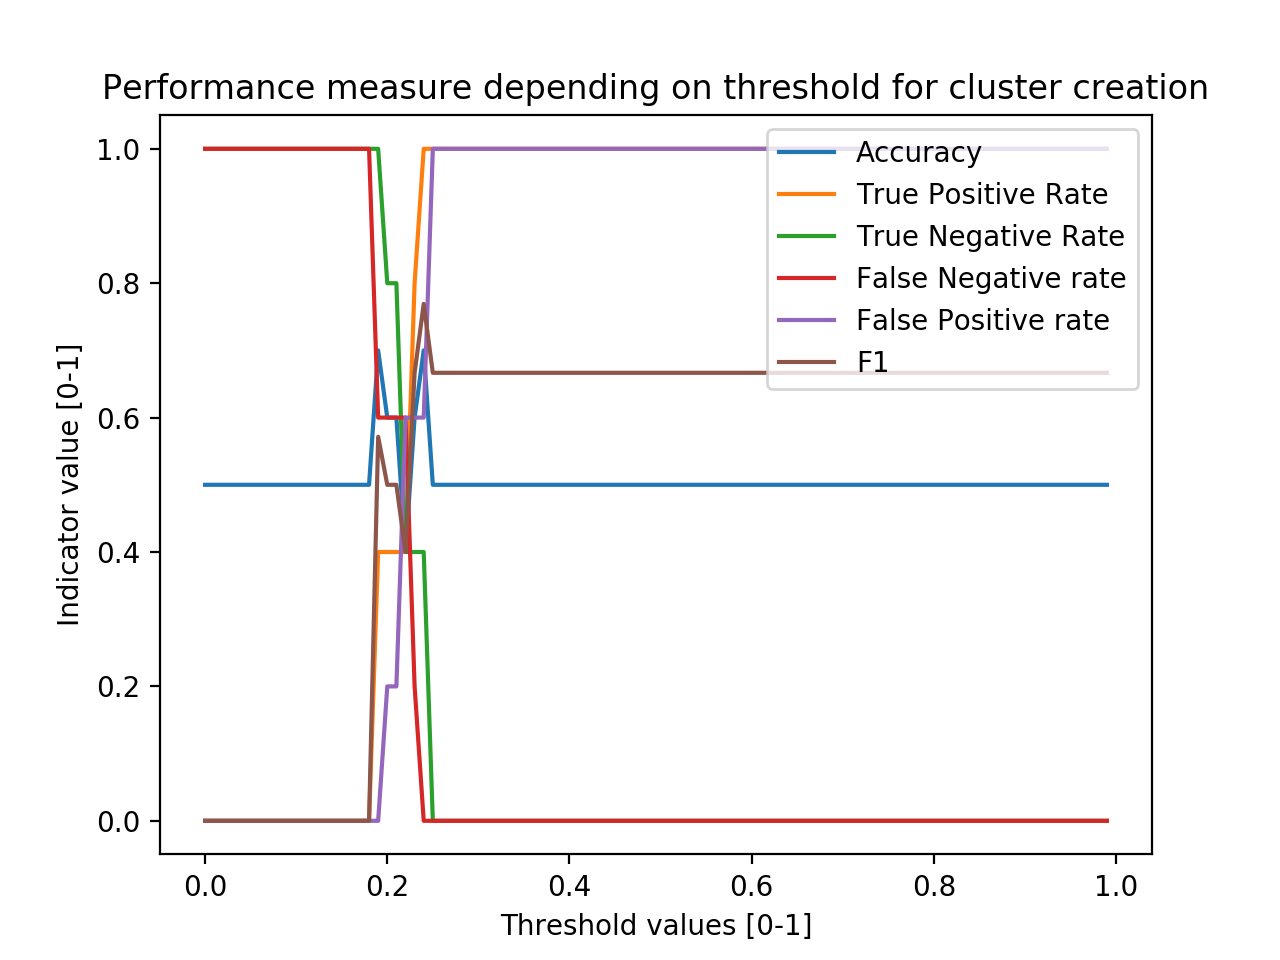 Performance measure depending on threshold for cluster creation
1.0
0.8
0.6
0.4
0.2
0.0
Indicator value [0-1]
Accuracy
True Positive Rate
True Negative Rate
False Negative rate
False Positive rate
F1
0.0 0.2 0.4 0.6 0.8 1.0
Threshold values [0-1]